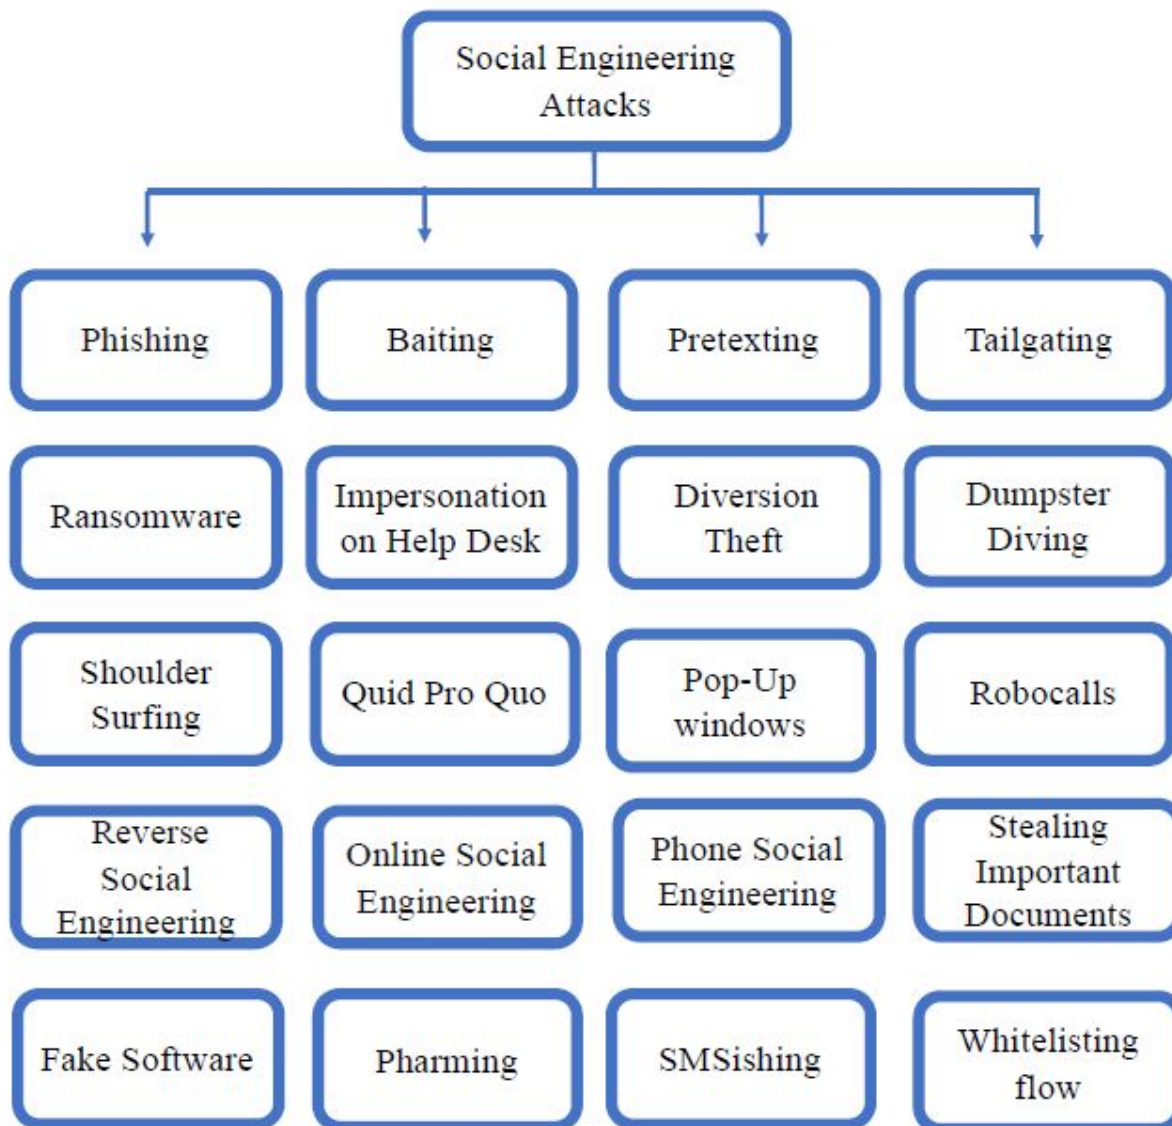 Social Engineering
Attacks
Phishing
Baiting
Pretexting
Tailgating
Ransomware
Impersonation
on Help Desk
Diversion
Theft
Dumpster
Diving
Shoulder
Surfing
Quid Pro Quo
Pop-Up
windows
Robocalls
Reverse
Social
Engineering
Online Social
Engineering
Phone Social
Engineering
Stealing
Important
Documents
Fake Software
Pharming
SMSishing
Whitelisting
flow